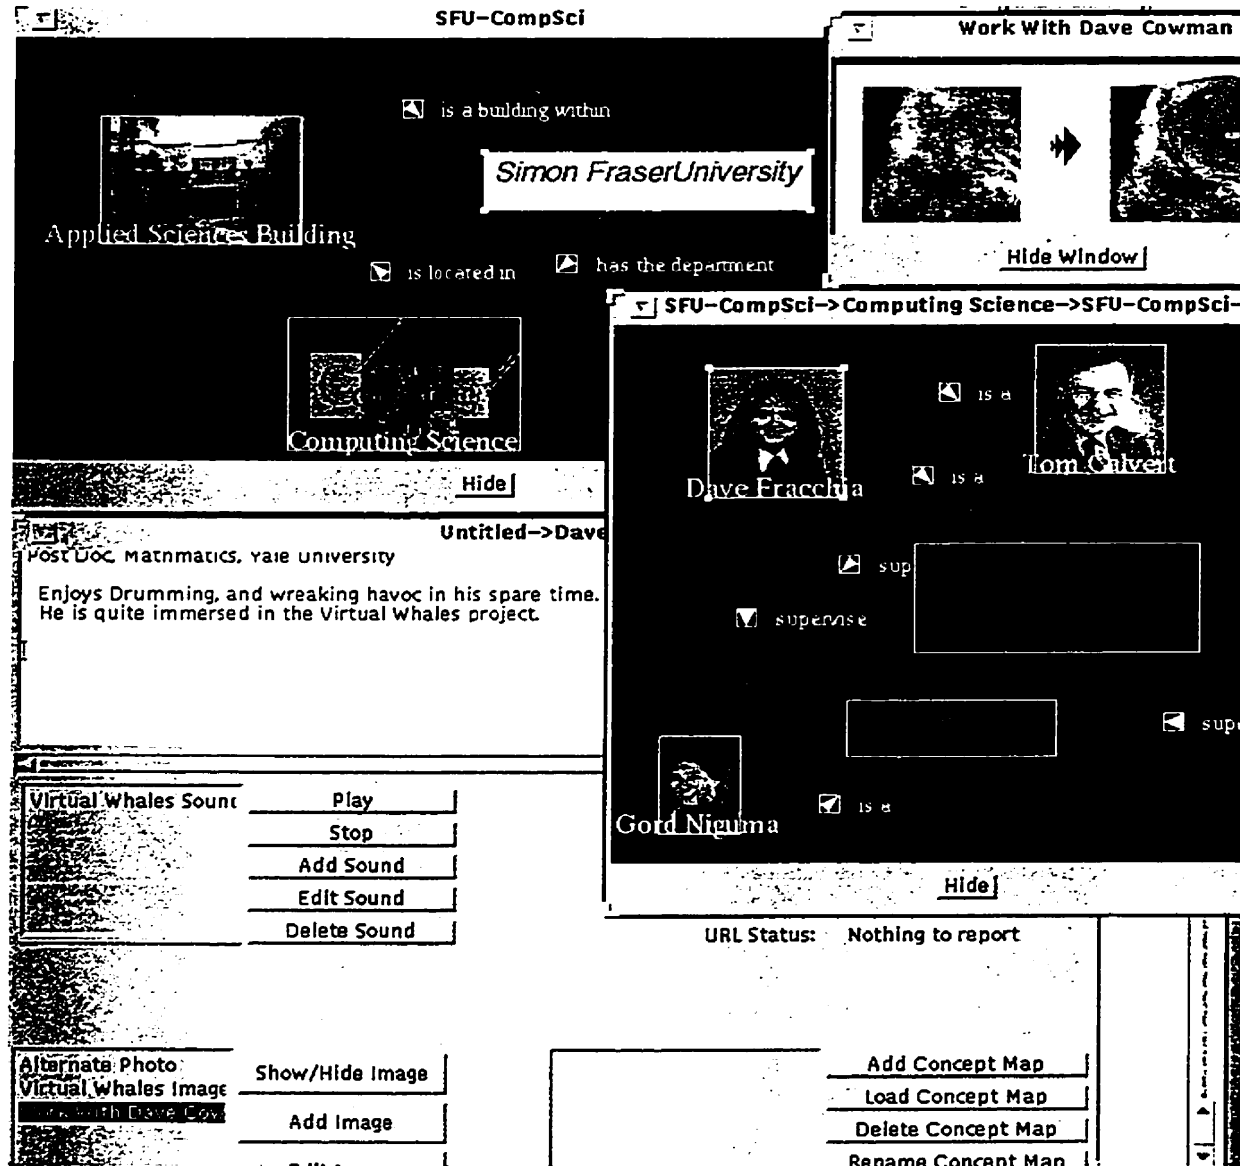 SFU-CompSci
Work With Dave Cowman
is a building within
Simon FraserUniversity
Applied Sciences Building
is located in
has the department
Computing Science
Hide
Hide Window
SFU-CompSci->Computing Science->SFU-CompSci-
is a
Tom Calvert
Dave Fracchia
is a
sup
supervise
supe
Gord Niguma
is a
Hide
Untitled->Dave
Post Doc, Mathmatics, Yale University
Enjoys Drumming, and wreaking havoc in his spare time.
He is quite immersed in the Virtual Whales project.
Virtual Whales Sound
Play
Stop
Add Sound
Edit Sound
Delete Sound
URL Status: Nothing to report
Alternate Photo
Virtual Whales Image
Work With Dave Cow
Show/Hide Image
Add Image
Add Concept Map
Load Concept Map
Delete Concept Map
Rename Concept Map